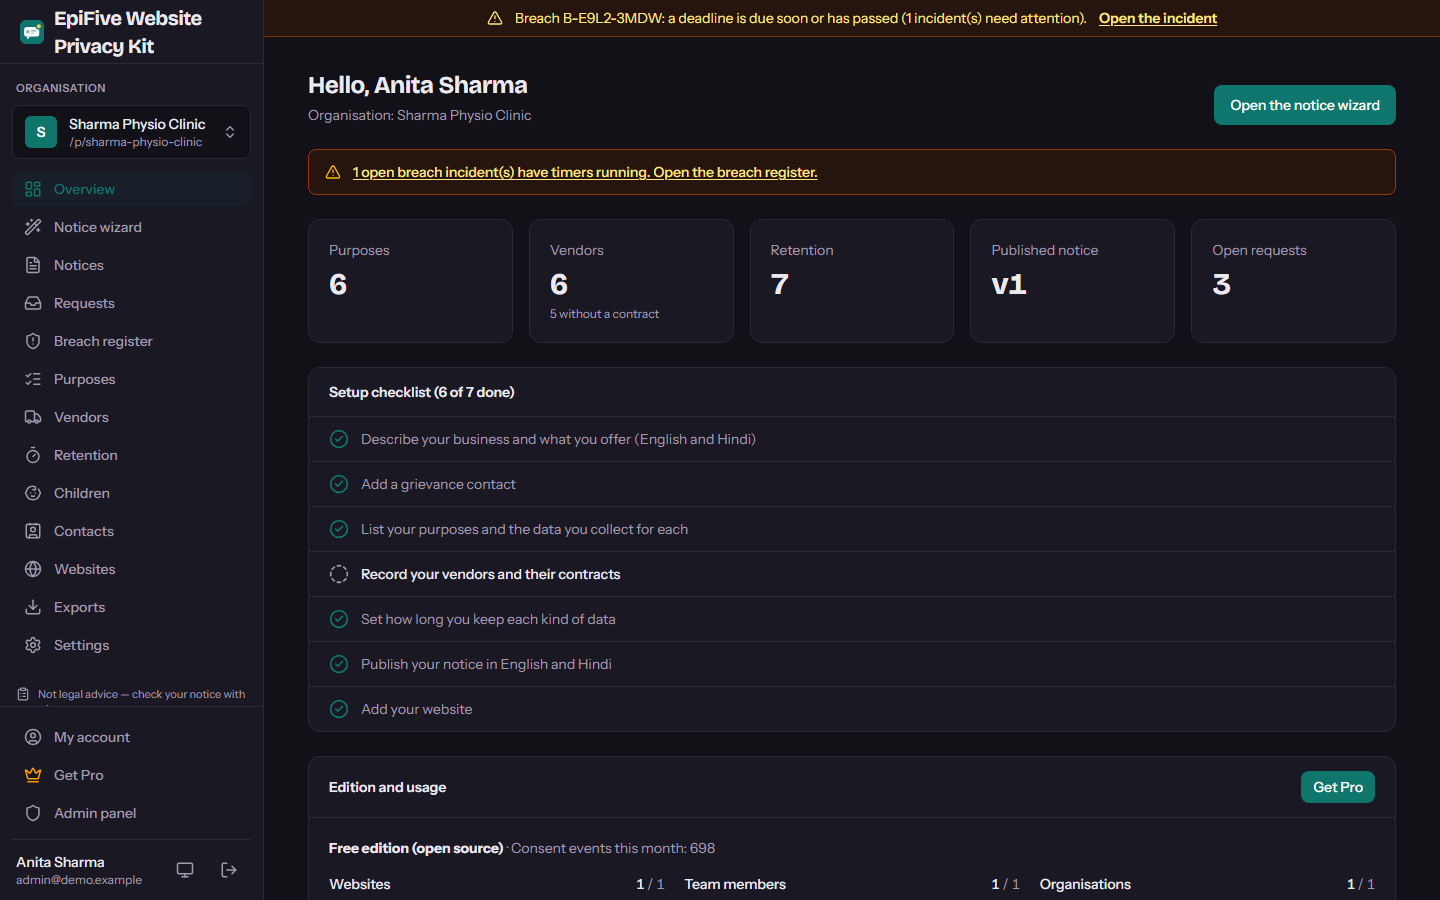 EpiFive Website
Privacy Kit
ORGANISATION
S
Sharma Physio Clinic
/p/sharma-physio-clinic
Overview
Notice wizard
Notices
Requests
Breach register
Purposes
Vendors
Retention
Children
Contacts
Websites
Exports
Settings
Not legal advice — check your notice with
My account
Get Pro
Admin panel
Anita Sharma
admin@demo.example
Breach B-E9L2-3MDW: a deadline is due soon or has passed (1 incident(s) need attention). Open the incident
Hello, Anita Sharma
Organisation: Sharma Physio Clinic
Open the notice wizard
1 open breach incident(s) have timers running. Open the breach register.
Purposes
6
Vendors
6
5 without a contract
Retention
7
Published notice
v1
Open requests
3
Setup checklist (6 of 7 done)
Describe your business and what you offer (English and Hindi)
Add a grievance contact
List your purposes and the data you collect for each
Record your vendors and their contracts
Set how long you keep each kind of data
Publish your notice in English and Hindi
Add your website
Edition and usage
Get Pro
Free edition (open source) · Consent events this month: 698
Websites 1 / 1 Team members 1 / 1 Organisations 1 / 1